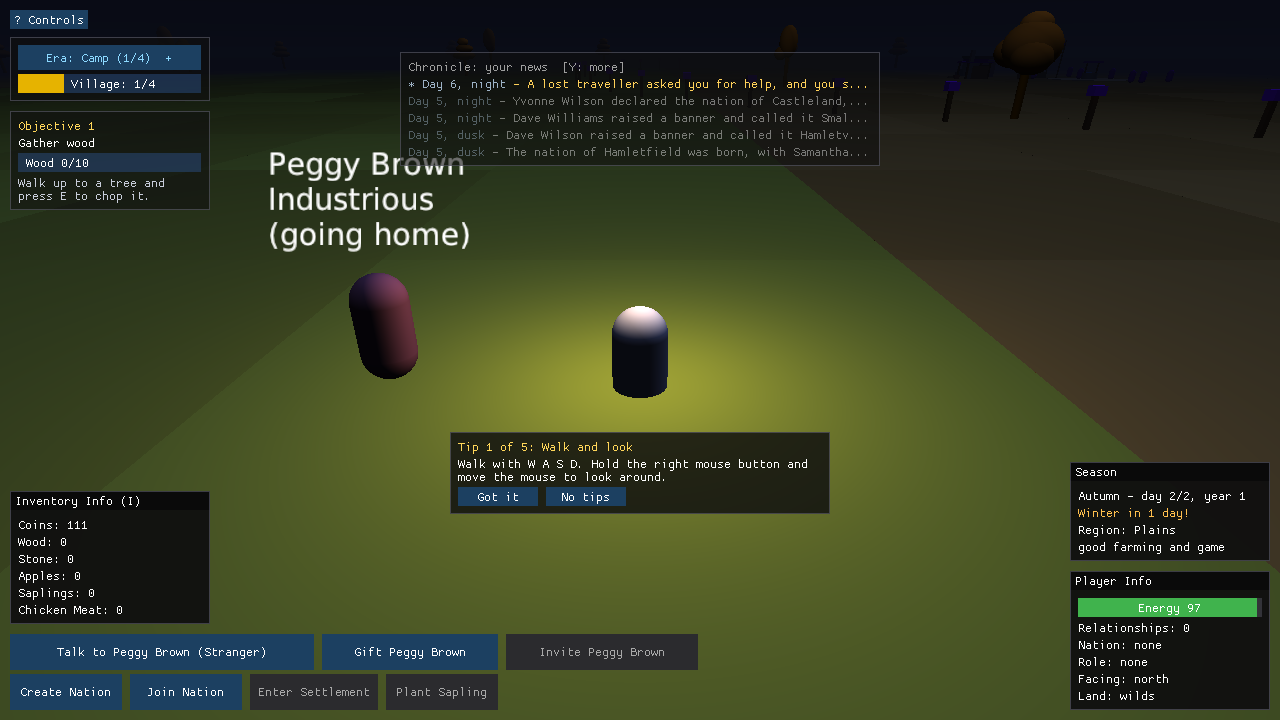 ? Controls
Era: Camp (1/4)  +
Village: 1/4
Objective 1
Gather wood
Wood 0/10
Walk up to a tree and
press E to chop it.
Chronicle: your news  [Y: more]
* Day 6, night – A lost traveller asked you for help, and you s...
Day 5, night – Yvonne Wilson declared the nation of Castleland,...
Day 5, night – Dave Williams raised a banner and called it Smal...
Day 5, dusk – Dave Wilson raised a banner and called it Hamletv...
Day 5, dusk – The nation of Hamletfield was born, with Samantha...
Peggy Brown
Industrious
(going home)
Tip 1 of 5: Walk and look
Walk with W A S D. Hold the right mouse button and
move the mouse to look around.
Got it
No tips
Inventory Info (I)
Coins: 111
Wood: 0
Stone: 0
Apples: 0
Saplings: 0
Chicken Meat: 0
Season
Autumn – day 2/2, year 1
Winter in 1 day!
Region: Plains
good farming and game
Player Info
Energy 97
Relationships: 0
Nation: none
Role: none
Facing: north
Land: wilds
Talk to Peggy Brown (Stranger)
Gift Peggy Brown
Invite Peggy Brown
Create Nation
Join Nation
Enter Settlement
Plant Sapling